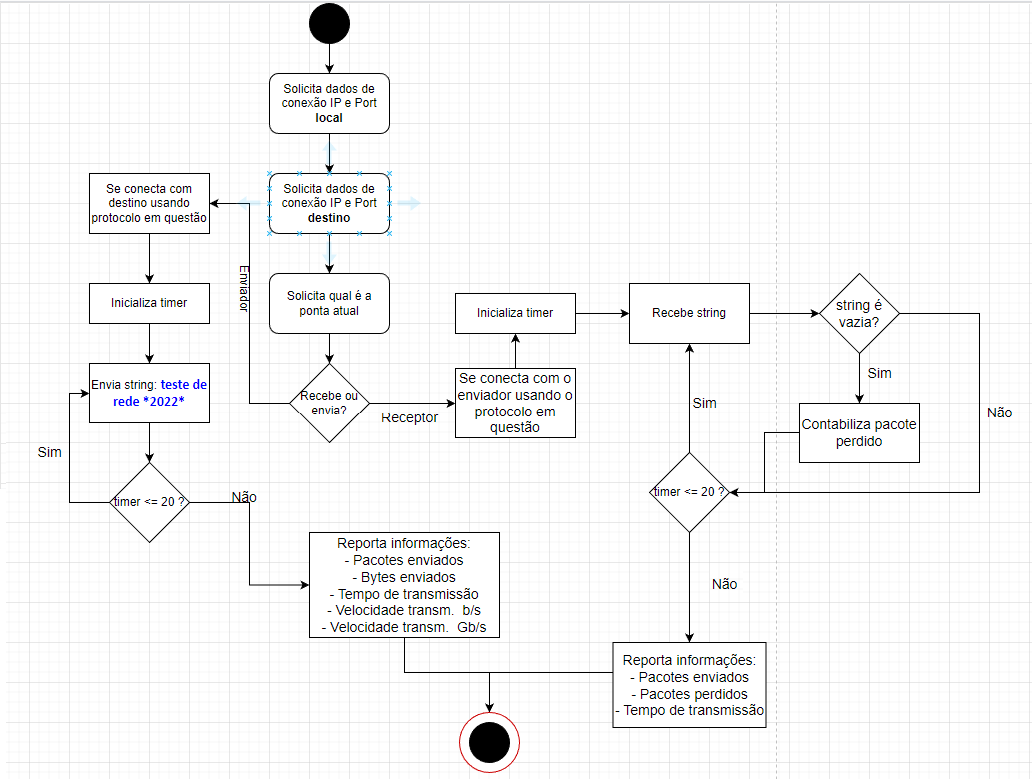 Solicita dados de
conexão IP e Port
local
Solicita dados de
conexão IP e Port
destino
Se conecta com
destino usando
protocolo em questão
Enviador
Inicializa timer
Solicita qual é a
ponta atual
Inicializa timer
Recebe string
string é
vazia?
Envia string: teste de
rede *2022*
Recebe ou
envia?
Receptor
Se conecta com o
enviador usando o
protocolo em
questão
Sim
Sim
Não
Contabiliza pacote
perdido
Sim
timer <= 20 ?
Não
timer <= 20 ?
Reporta informações:
- Pacotes enviados
- Bytes enviados
- Tempo de transmissão
- Velocidade transm. b/s
- Velocidade transm. Gb/s
Não
Reporta informações:
- Pacotes enviados
- Pacotes perdidos
- Tempo de transmissão